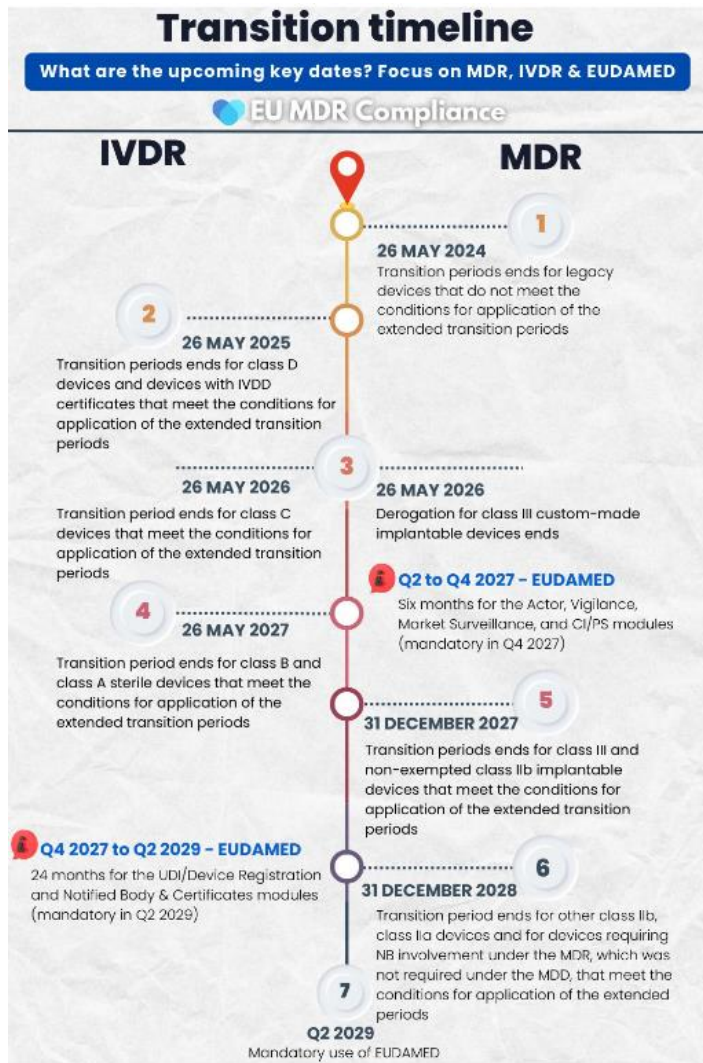 Transition timeline
What are the upcoming key dates? Focus on MDR, IVDR & EUDAMED
EU MDR Compliance
IVDR
MDR
1
26 MAY 2024
Transition periods ends for legacy
devices that do not meet the
conditions for application of the
extended transition periods
2
26 MAY 2025
Transition periods ends for class D
devices and devices with IVDD
certificates that meet the conditions for
application of the extended transition
periods
3
26 MAY 2026
Transition period ends for class C
devices that meet the conditions for
application of the extended transition
periods
26 MAY 2026
Derogation for class III custom-made
implantable devices ends
Q2 to Q4 2027 - EUDAMED
Six months for the Actor, Vigilance,
Market Surveillance, and CI/PS modules
(mandatory in Q4 2027)
4
26 MAY 2027
Transition period ends for class B and
class A sterile devices that meet the
conditions for application of the
extended transition periods
5
31 DECEMBER 2027
Transition periods ends for class III and
non-exempted class IIb implantable
devices that meet the conditions for
application of the extended transition
periods
Q4 2027 to Q2 2029 - EUDAMED
24 months for the UDI/Device Registration
and Notified Body & Certificates modules
(mandatory in Q2 2029)
6
31 DECEMBER 2028
Transition period ends for other class IIb,
class IIa devices and for devices requiring
NB involvement under the MDR, which was
not required under the MDD, that meet the
conditions for application of the extended
periods
7
Q2 2029
Mandatory use of EUDAMED